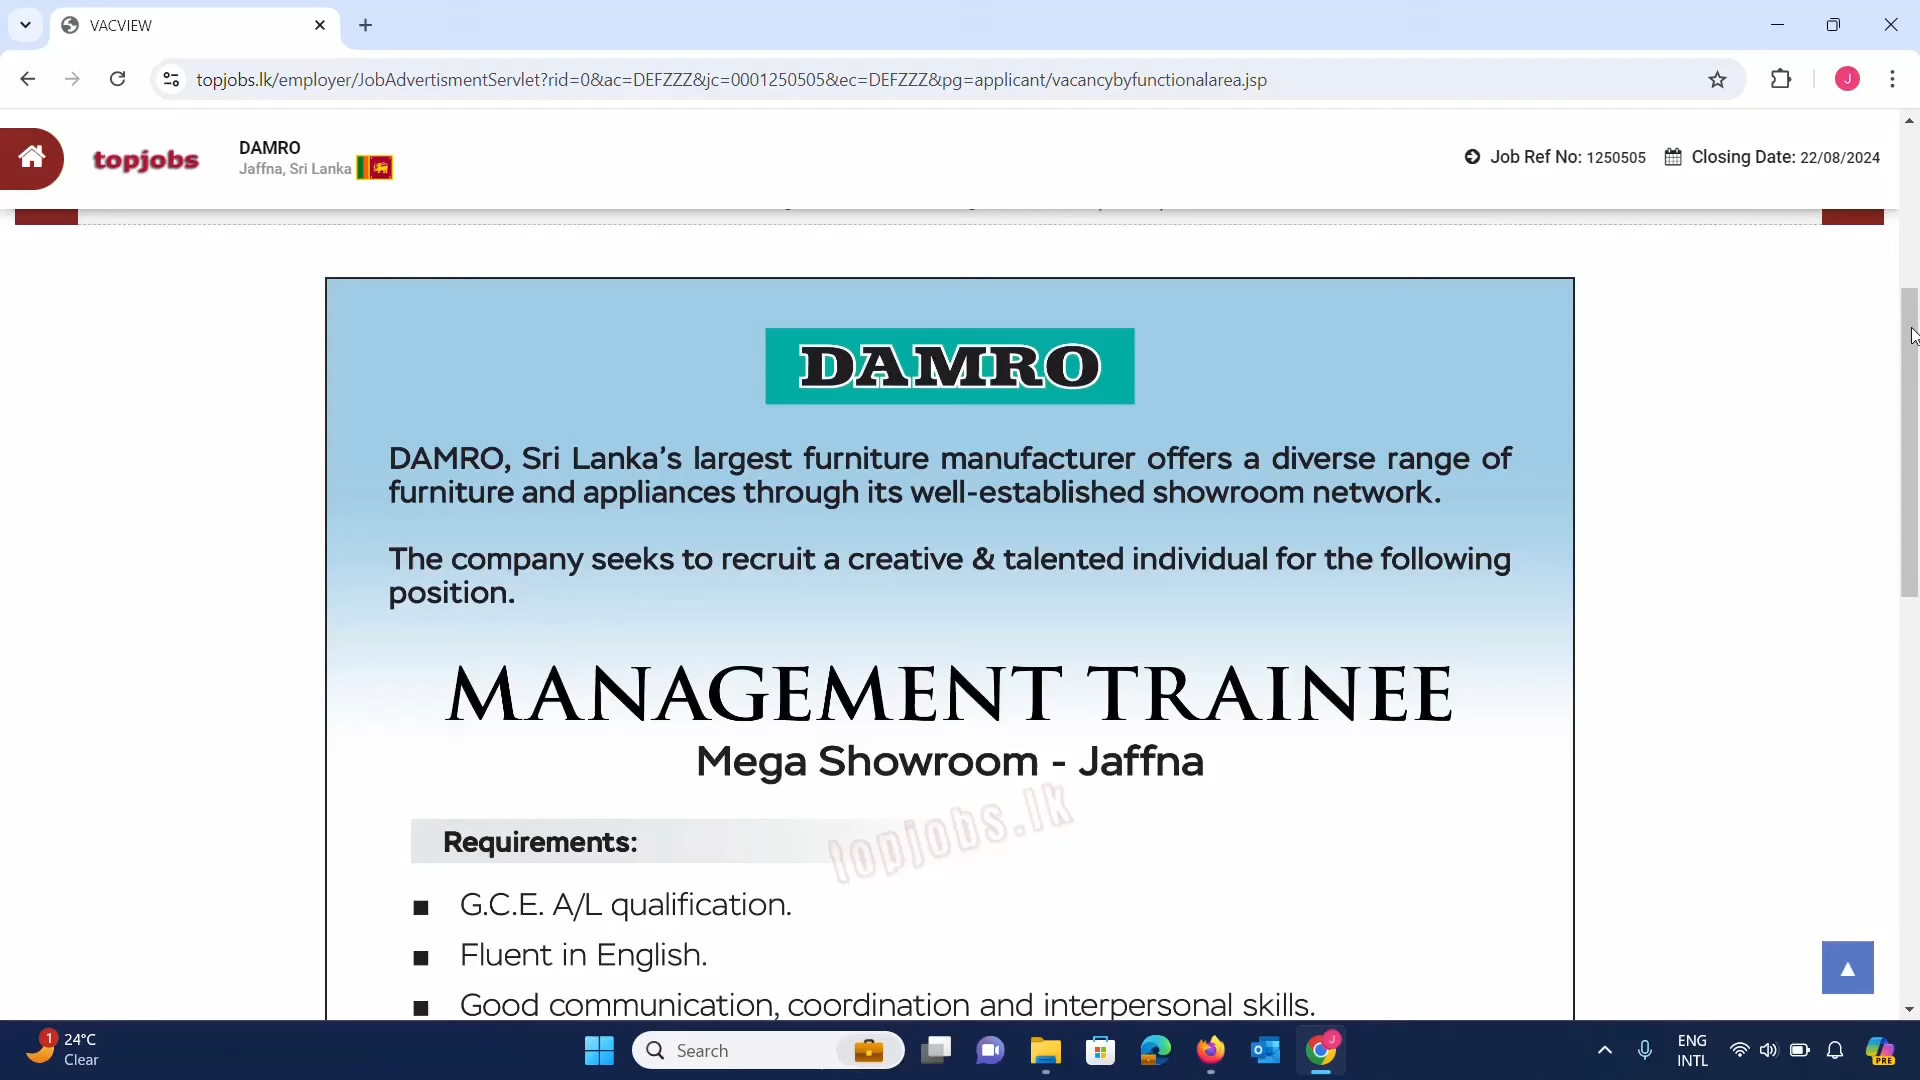 VACVIEW
topjobs.lk/employer/JobAdvertismentServlet?rid=0&ac=DEFZZZ&jc=0001250505&ec=DEFZZZ&pg=applicant/vacancybyfunctionalarea.jsp
J
topjobs
DAMRO
Jaffna, Sri Lanka
Job Ref No: 1250505
Closing Date: 22/08/2024
DAMRO
DAMRO, Sri Lanka's largest furniture manufacturer offers a diverse range of
furniture and appliances through its well-established showroom network.
The company seeks to recruit a creative & talented individual for the following
position.
MANAGEMENT TRAINEE
Mega Showroom - Jaffna
topjobs.lk
Requirements:
■ G.C.E. A/L qualification.
■ Fluent in English.
■ Good communication, coordination and interpersonal skills.
1
24°C
Clear
Search
J
ENG
INTL
PRE